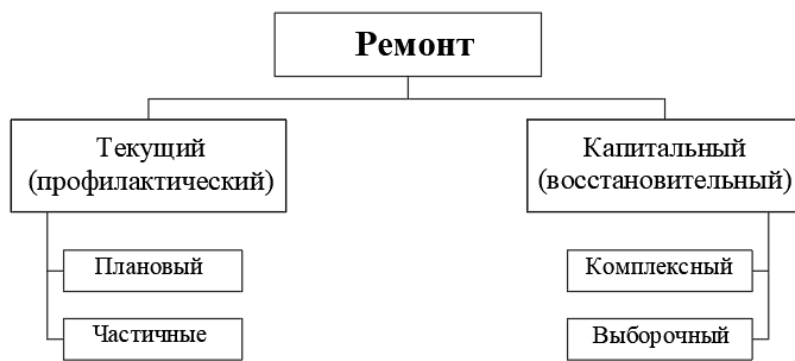 Ремонт
Текущий
(профилактический)
Капитальный
(восстановительный)
Плановый
Комплексный
Частичные
Выборочный